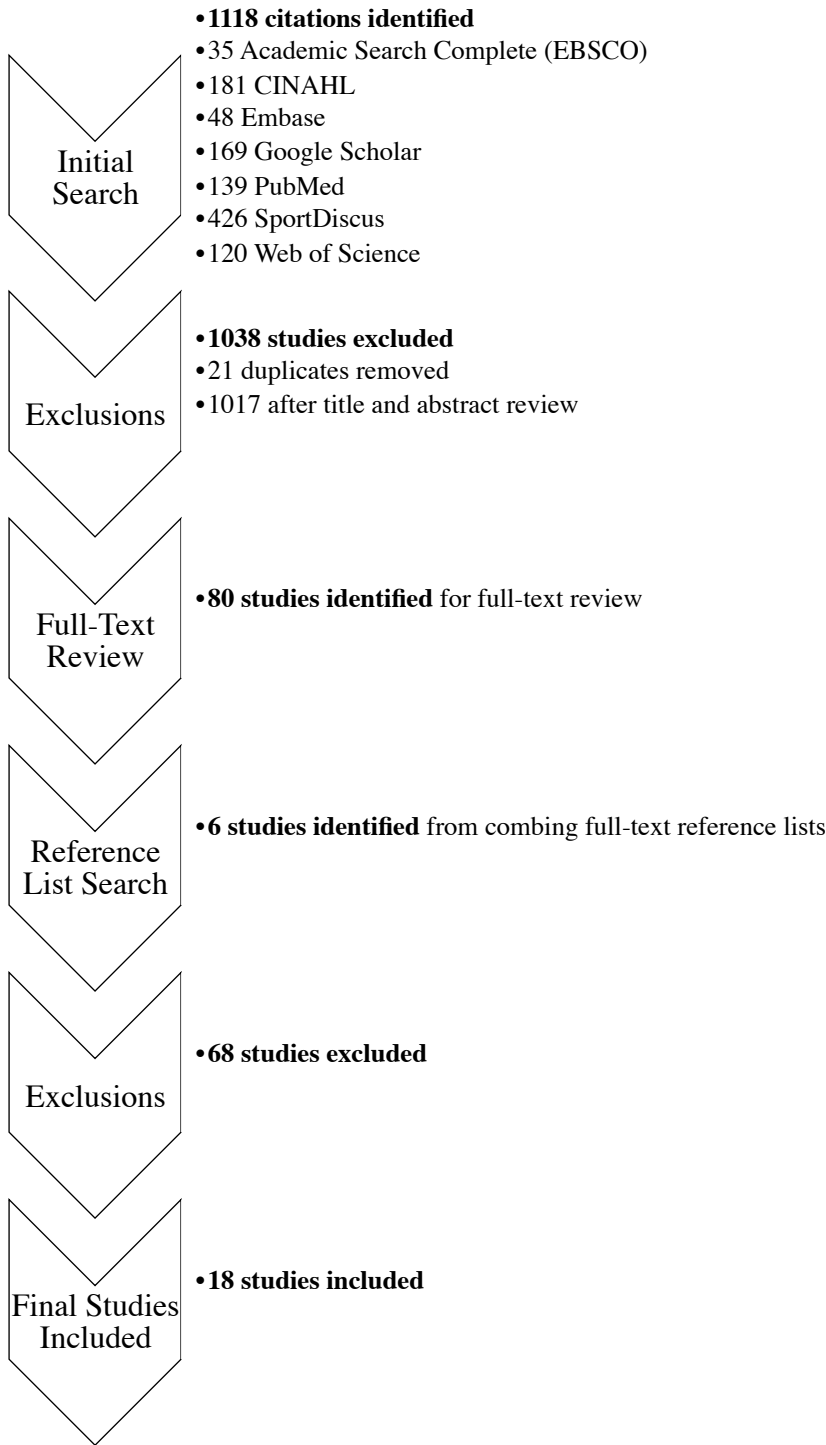 •1118 citations identified
•35 Academic Search Complete (EBSCO)
•181 CINAHL
•48 Embase
•169 Google Scholar
•139 PubMed
•426 SportDiscus
•120 Web of Science
Initial
Search
•1038 studies excluded
•21 duplicates removed
•1017 after title and abstract review
Exclusions
•80 studies identified for full-text review
Full-Text
Review
•6 studies identified from combing full-text reference lists
Reference
List Search
•68 studies excluded
Exclusions
•18 studies included
Final Studies
Included